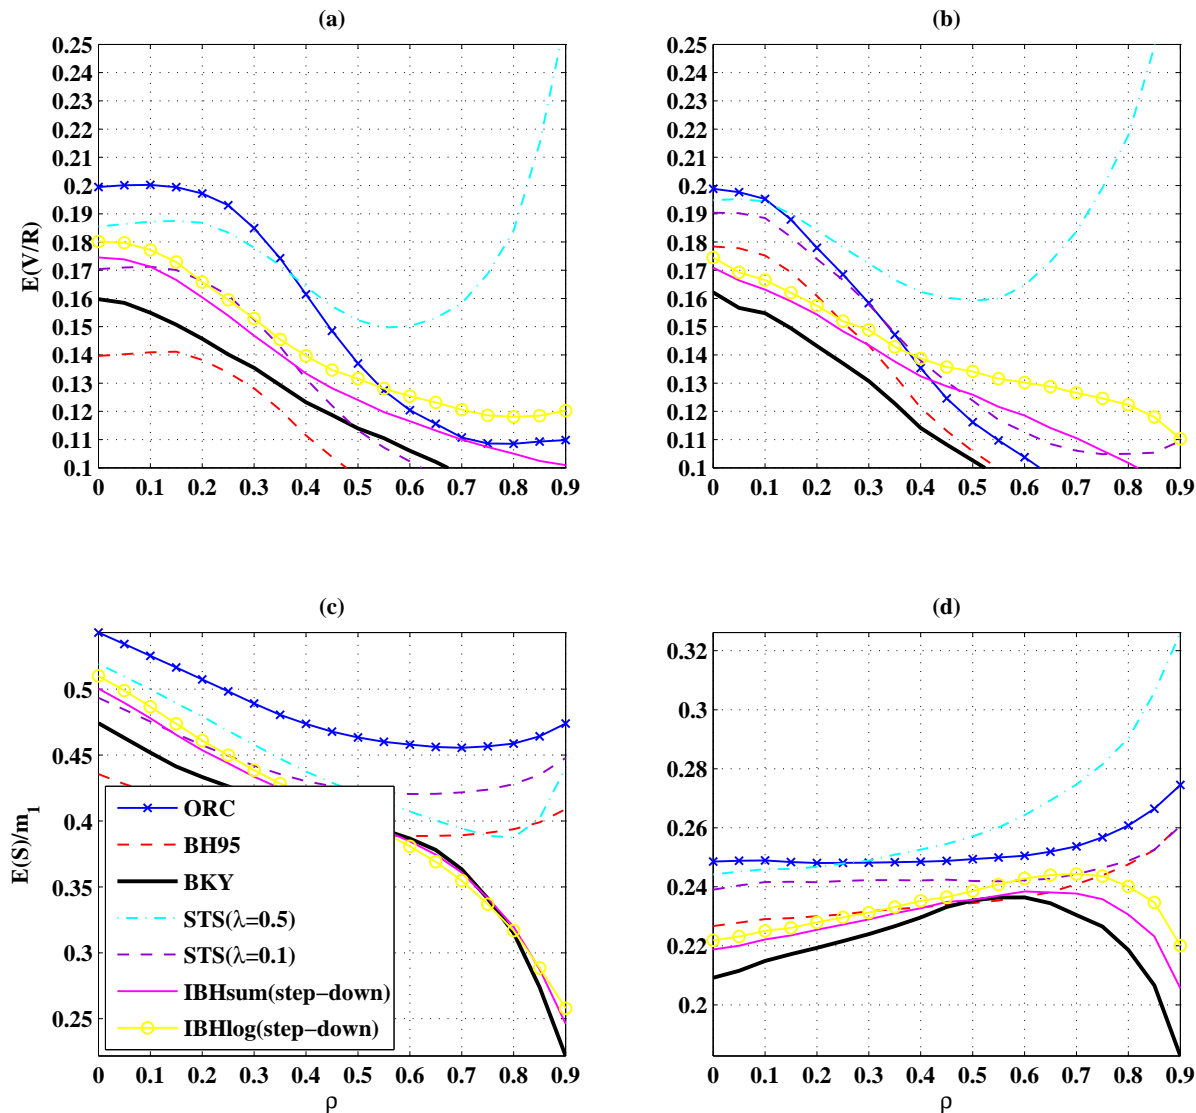 (a)
0.25
0.24
0.23
0.22
0.21
0.2
0.19
0.18
0.17
0.16
0.15
0.14
0.13
0.12
0.11
0.1
E(V/R)
0 0.1 0.2 0.3 0.4 0.5 0.6 0.7 0.8 0.9
(b)
0.25
0.24
0.23
0.22
0.21
0.2
0.19
0.18
0.17
0.16
0.15
0.14
0.13
0.12
0.11
0.1
0 0.1 0.2 0.3 0.4 0.5 0.6 0.7 0.8 0.9
(c)
0.5
0.45
0.4
0.35
0.3
0.25
E(S)/m1
ORC
BH95
BKY
STS(λ=0.5)
STS(λ=0.1)
IBHsum(step−down)
IBHlog(step−down)
0 0.1 0.2 0.3 0.4 0.5 0.6 0.7 0.8 0.9
ρ
(d)
0.32
0.3
0.28
0.26
0.24
0.22
0.2
0 0.1 0.2 0.3 0.4 0.5 0.6 0.7 0.8 0.9
ρ